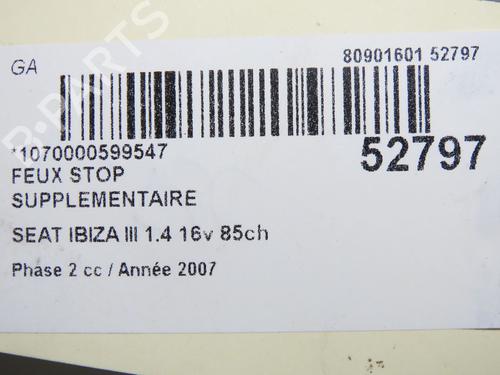 GA
80901601 52797
*1070000599547
52797
FEUX STOP
SUPPLEMENTAIRE
SEAT IBIZA III 1.4 16v 85ch
Phase 2 cc / Année 2007
B-PARTS